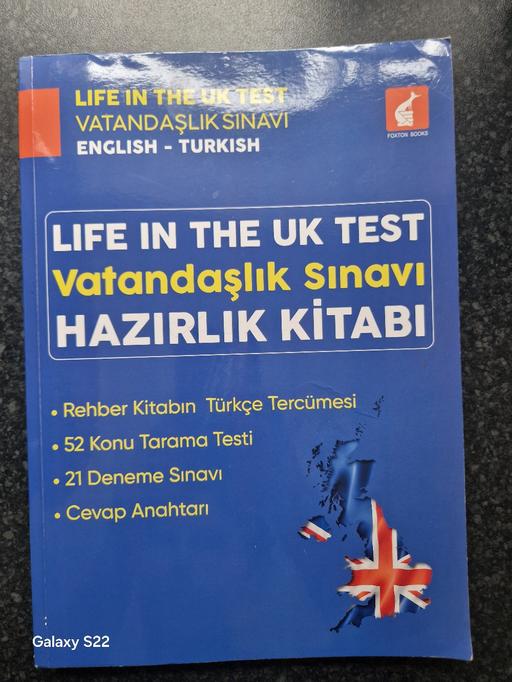 LIFE IN THE UK TEST
VATANDAŞLIK SINAVI
ENGLISH - TURKISH
FOXTON BOOKS
LIFE IN THE UK TEST
Vatandaşlık Sınavı
HAZIRLIK KİTABI
• Rehber Kitabın Türkçe Tercümesi
• 52 Konu Tarama Testi
• 21 Deneme Sınavı
• Cevap Anahtarı
Galaxy S22